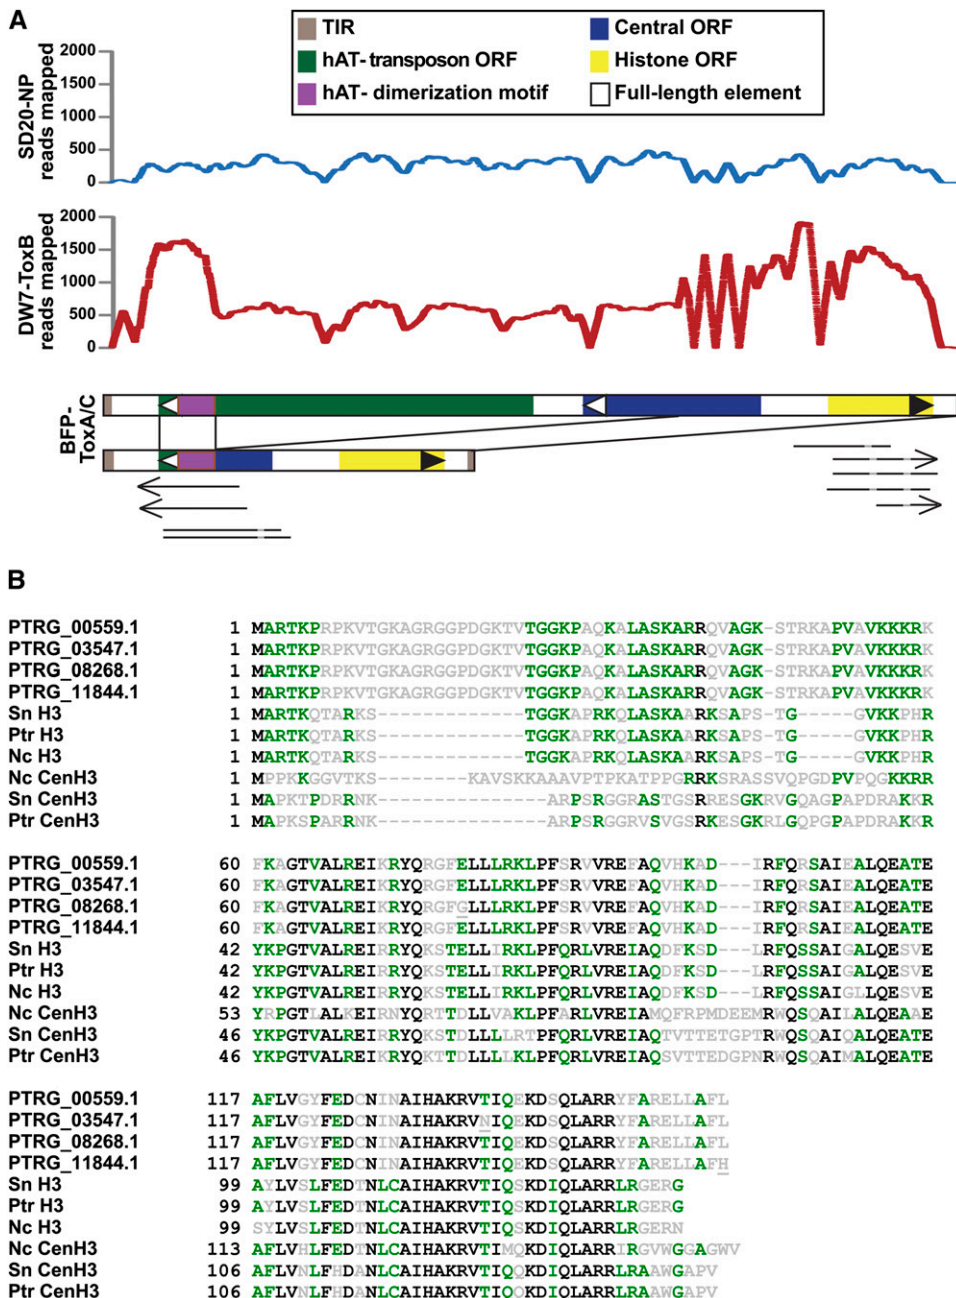 A
TIR
hAT- transposon ORF
hAT- dimerization motif
Central ORF
Histone ORF
Full-length element
SD20-NP
reads mapped
2000
1500
1000
500
0
DW7-ToxB
reads mapped
2000
1500
1000
500
0
BFP-
ToxA/C
B
PTRG_00559.1 1 MARTKPRPKVTGKAGRGGPDGKTVTGGKPAQKALASKARRQVAGK-STRKAPVAVKKKRK
PTRG_03547.1 1 MARTKPRPKVTGKAGRGGPDGKTVTGGKPAQKALASKARRQVAGK-STRKAPVAVKKKRK
PTRG_08268.1 1 MARTKPRPKVTGKAGRGGPDGKTVTGGKPAQKALASKARRQVAGK-STRKAPVAVKKKRK
PTRG_11844.1 1 MARTKPRPKVTGKAGRGGPDGKTVTGGKPAQKALASKARRQVAGK-STRKAPVAVKKKRK
Sn H3 1 MARTKQTARKS-------------TGGKAPRKQLASKAARKSAPS-TG-----GVKKPHR
Ptr H3 1 MARTKQTARKS-------------TGGKAPRKQLASKAARKSAPS-TG-----GVKKPHR
Nc H3 1 MARTKQTARKS-------------TGGKAPRKQLASKAARKSAPS-TG-----GVKKPHR
Nc CenH3 1 MPPKKGGVTKS--------KAVSKKAAAVPTPKATPPGRRKSRASSVQPGDPVPQGKKRR
Sn CenH3 1 MAPKTPDRRNK---------------ARPSRGGRASTGSRRESGKRVGQAGPAPDRAKKR
Ptr CenH3 1 MAPKSPARRNK---------------ARPSRGGRVSVGSRKESGKRLGQPGPAPDRAKKR
PTRG_00559.1 60 FKAGTVALREIKRYQRGFELLLRKLPFSRVVREFAQVHKAD---IRFQRSAIEALQEATE
PTRG_03547.1 60 FKAGTVALREIKRYQRGFELLLRKLPFSRVVREFAQVHKAD---IRFQRSAIEALQEATE
PTRG_08268.1 60 FKAGTVALREIKRYQRGFGLLLRKLPFSRVVREFAQVHKAD---IRFQRSAIEALQEATE
PTRG_11844.1 60 FKAGTVALREIKRYQRGFELLLRKLPFSRVVREFAQVHKAD---IRFQRSAIEALQEATE
Sn H3 42 YKPGTVALREIRRYQKSTELLIRKLPFQRLVREIAQDFKSD---LRFQSSAIGALQESVE
Ptr H3 42 YKPGTVALREIRRYQKSTELLIRKLPFQRLVREIAQDFKSD---LRFQSSAIGALQESVE
Nc H3 42 YKPGTVALREIRRYQKSTELLIRKLPFQRLVREIAQDFKSD---LRFQSSAIGLLQESVE
Nc CenH3 53 YRPGTLALKEIRNYQRTTDLLVAKLPFARLVREIAMQFRPMDEEMRWQSQAILALQEAAE
Sn CenH3 46 YKPGTVALREIRRYQKSTDLLLLRTPFQRLVREIAQTVTTETGPTRWQSQAIQALQEATE
Ptr CenH3 46 YKPGTVALREIRRYQKTTDLLLLKLPFQRLVREIAQSVTTEDGPNRWQSQAIMALQEATE
PTRG_00559.1 117 AFLVGYFEDCNINAIHAKRVTIQEKDSQLARRYFARELLAFL
PTRG_03547.1 117 AFLVGYFEDCNINAIHAKRVNIQEKDSQLARRYFARELLAFL
PTRG_08268.1 117 AFLVGYFEDCNINAIHAKRVTIQEKDSQLARRYFARELLAFL
PTRG_11844.1 117 AFLVGYFEDCNINAIHAKRVTIQEKDSQLARRYFARELLAFH
Sn H3 99 AYLVSLFEDTNLCAIHAKRVTIQSKDIQLARRLRGERG
Ptr H3 99 AYLVSLFEDTNLCAIHAKRVTIQSKDIQLARRLRGERG
Nc H3 99 SYLVSLFEDTNLCAIHAKRVTIQSKDIQLARRLRGERN
Nc CenH3 113 AFLVHLFEDTNLCAIHAKRVTIMQKDIQLARRIRGVWGGAGWV
Sn CenH3 106 AFLVNLFHDANLCAIHAKRVTIQQKDIQLARRLRAAWGAPV
Ptr CenH3 106 AFLVNLFHDANLCAIHAKRVTIQQKDIQLARRLRAAWGAPV